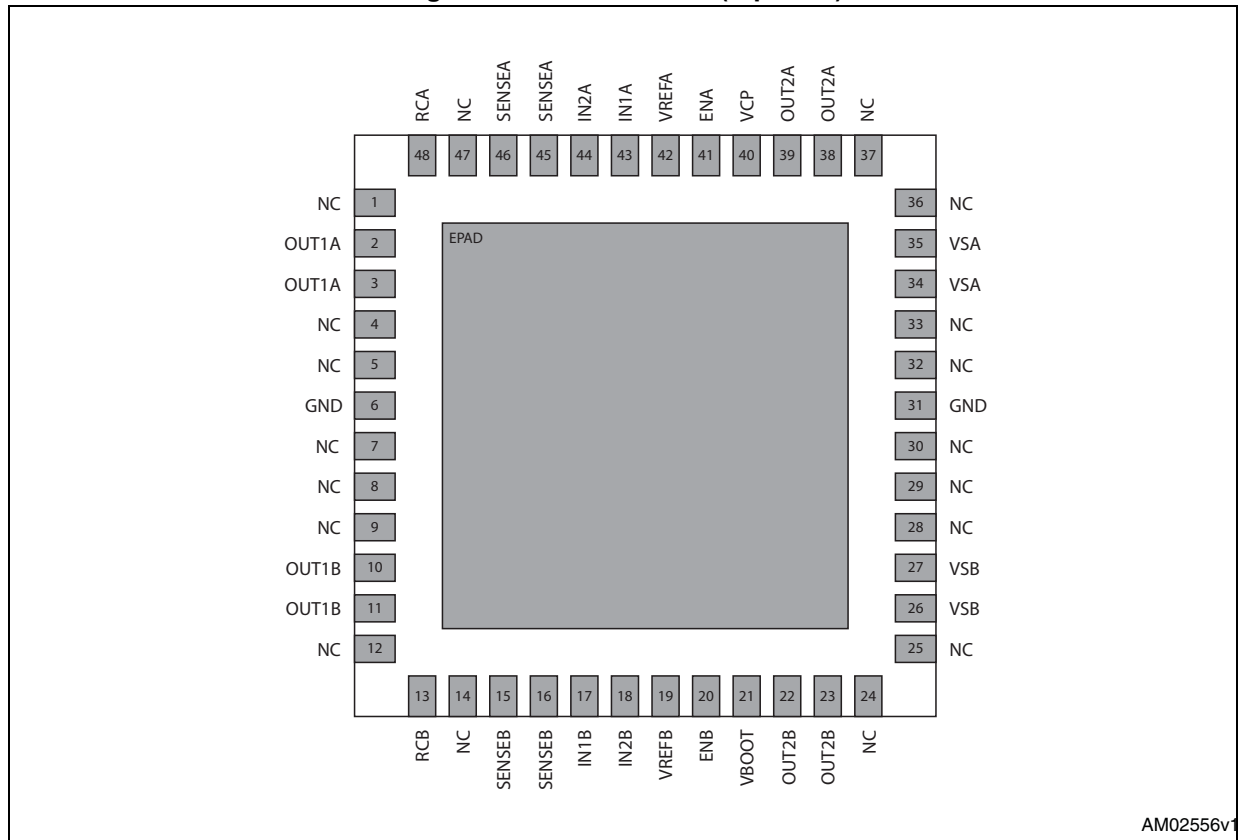 RCA NC SENSEA SENSEA IN2A IN1A VREFA ENA VCP OUT2A OUT2A NC
48 47 46 45 44 43 42 41 40 39 38 37
NC 1 36 NC
EPAD
OUT1A 2 35 VSA
OUT1A 3 34 VSA
NC 4 33 NC
NC 5 32 NC
GND 6 31 GND
NC 7 30 NC
NC 8 29 NC
NC 9 28 NC
OUT1B 10 27 VSB
OUT1B 11 26 VSB
NC 12 25 NC
13 14 15 16 17 18 19 20 21 22 23 24
RCB NC SENSEB SENSEB IN1B IN2B VREFB ENB VBOOT OUT2B OUT2B NC
AM02556v1